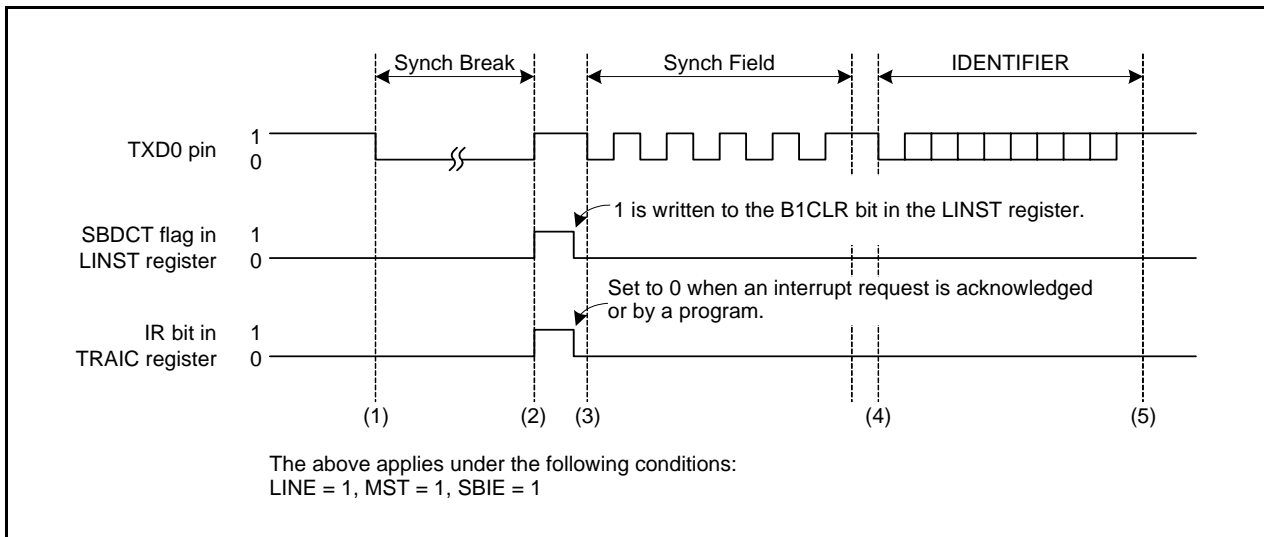 Synch Break
Synch Field
IDENTIFIER
TXD0 pin
1
0
1 is written to the B1CLR bit in the LINST register.
SBDCT flag in
LINST register
1
0
Set to 0 when an interrupt request is acknowledged
or by a program.
IR bit in
TRAIC register
1
0
(1)
(2)
(3)
(4)
(5)
The above applies under the following conditions:
LINE = 1, MST = 1, SBIE = 1